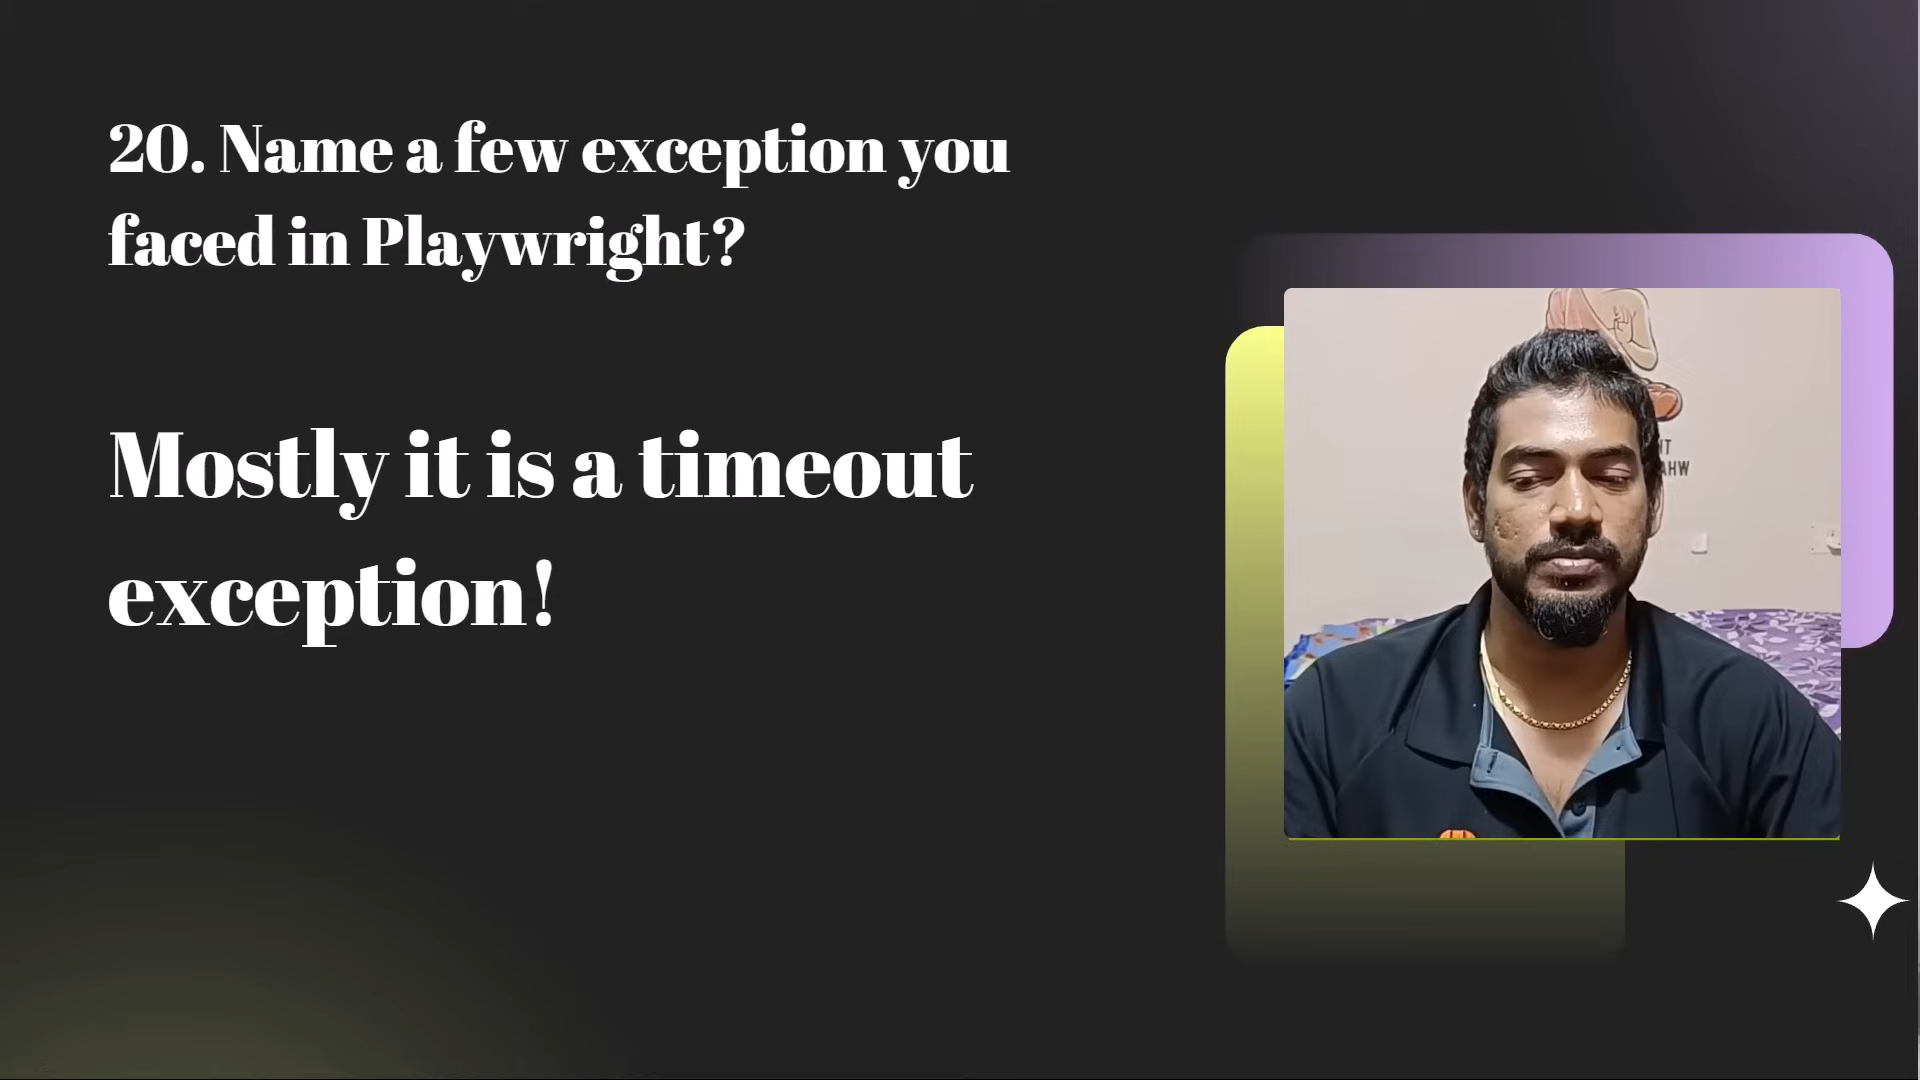 20. Name a few exception you
faced in Playwright?
Mostly it is a timeout
exception!